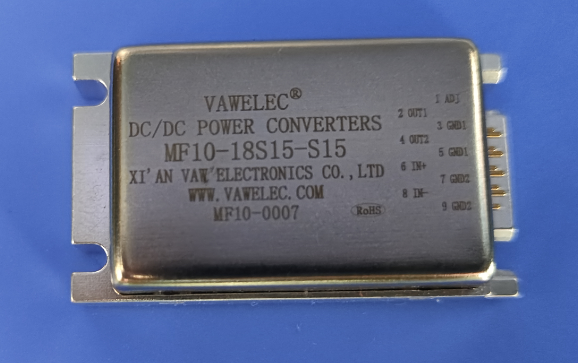 VAWELEC®
DC/DC POWER CONVERTERS
MF10-18S15-S15
XI'AN VAW'ELECTRONICS CO.,LTD
WWW.VAWELEC.COM
MF10-0007
RoHS
1 ADJ
2 OUT1
3 GND1
4 OUT2
5 GND1
6 IN+
7 GND2
8 IN-
9 GND2